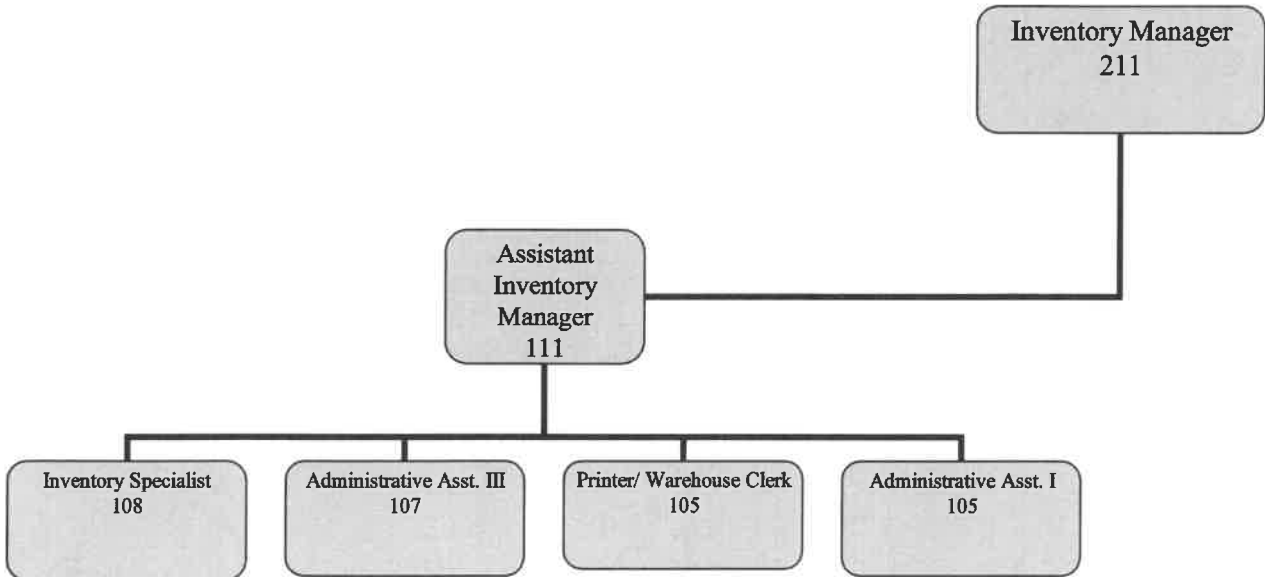 Inventory Manager
211
Assistant
Inventory
Manager
111
Inventory Specialist
108
Administrative Asst. III
107
Printer/ Warehouse Clerk
105
Administrative Asst. I
105